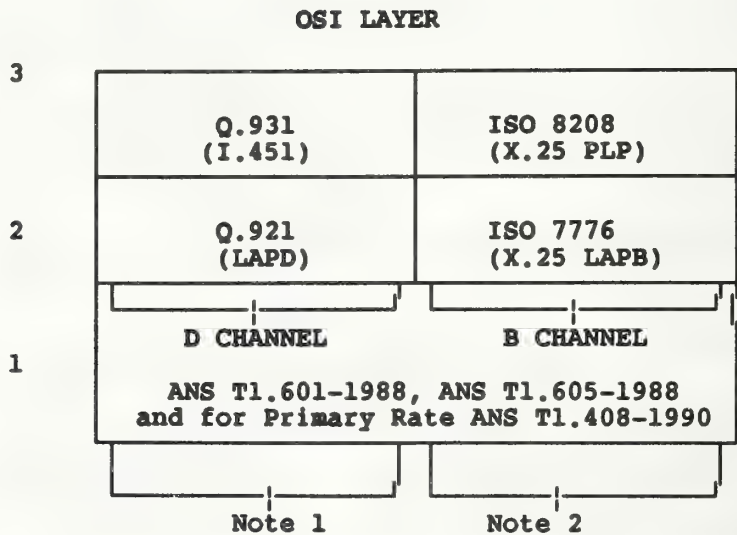 OSI LAYER
3
Q.931 ISO 8208
(I.451) (X.25 PLP)
2
Q.921 ISO 7776
(LAPD) (X.25 LAPB)
D CHANNEL B CHANNEL
1
ANS T1.601-1988, ANS T1.605-1988
and for Primary Rate ANS T1.408-1990
Note 1 Note 2